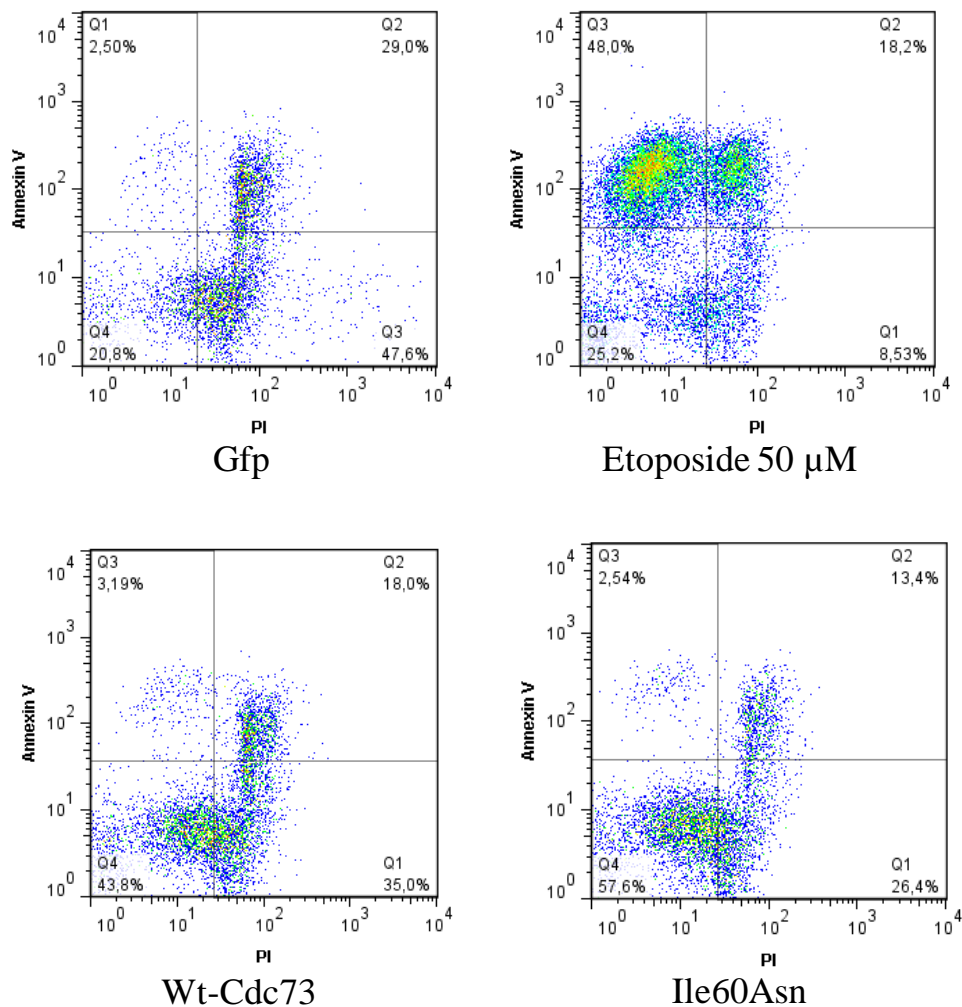 Q1
2,50%
Q2
29,0%
Q4
20,8%
Q3
47,6%
10^4
10^3
10^2
10^1
10^0
Annexin V
10^0 10^1 10^2 10^3 10^4
PI
Gfp
Q3
48,0%
Q2
18,2%
Q4
25,2%
Q1
8,53%
10^4
10^3
10^2
10^1
10^0
Annexin V
10^0 10^1 10^2 10^3 10^4
PI
Etoposide 50 µM
Q3
3,19%
Q2
18,0%
Q4
43,8%
Q1
35,0%
10^4
10^3
10^2
10^1
10^0
Annexin V
10^0 10^1 10^2 10^3 10^4
PI
Wt-Cdc73
Q3
2,54%
Q2
13,4%
Q4
57,6%
Q1
26,4%
10^4
10^3
10^2
10^1
10^0
Annexin V
10^0 10^1 10^2 10^3 10^4
PI
Ile60Asn